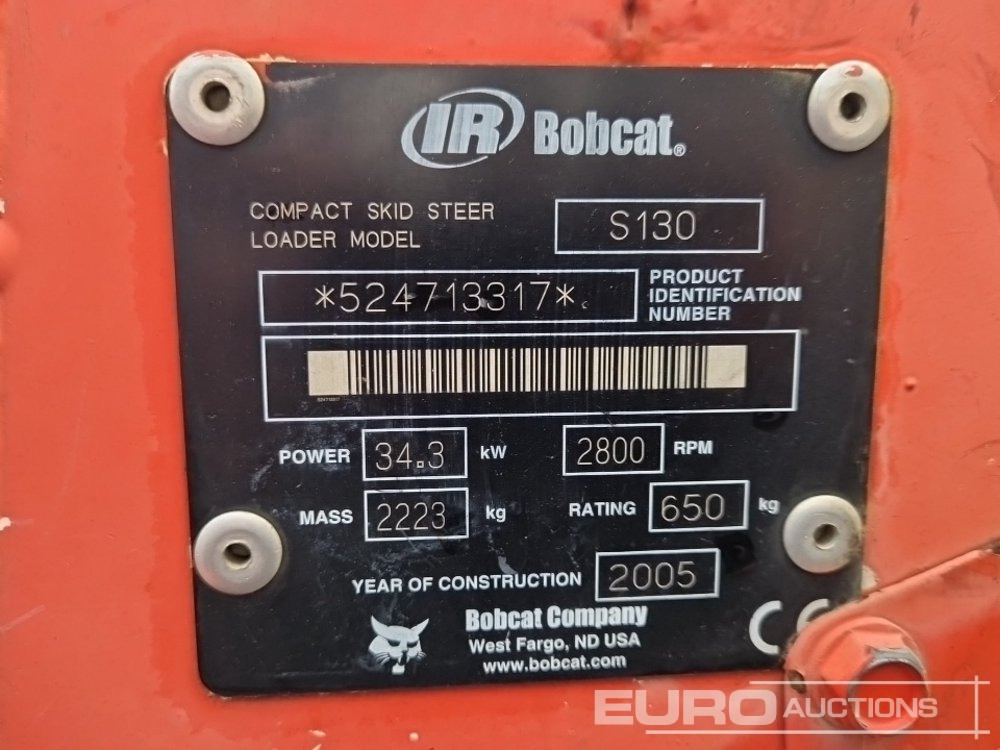 IR Bobcat®
COMPACT SKID STEER
LOADER MODEL
S130
*524713317*
PRODUCT
IDENTIFICATION
NUMBER
524713317
POWER 34.3 kW 2800 RPM
MASS 2223 kg RATING 650 kg
YEAR OF CONSTRUCTION 2005
Bobcat Company
West Fargo, ND USA
www.bobcat.com
CE
EURO AUCTIONS